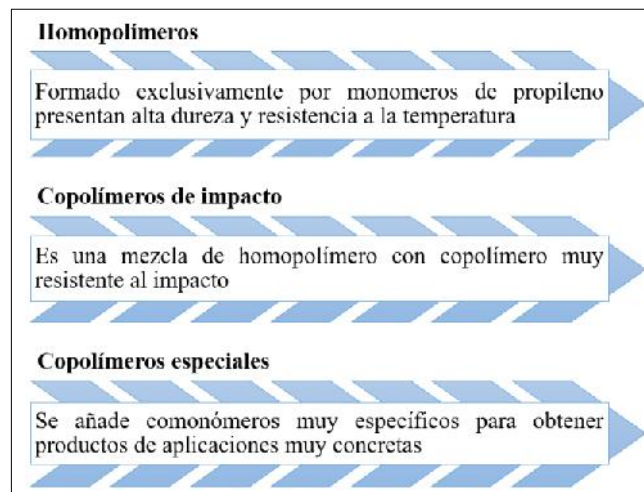 Homopolímeros
Formado exclusivamente por monomeros de propileno
presentan alta dureza y resistencia a la temperatura
Copolímeros de impacto
Es una mezcla de homopolímero con copolímero muy
resistente al impacto
Copolímeros especiales
Se añade comonómeros muy específicos para obtener
productos de aplicaciones muy concretas